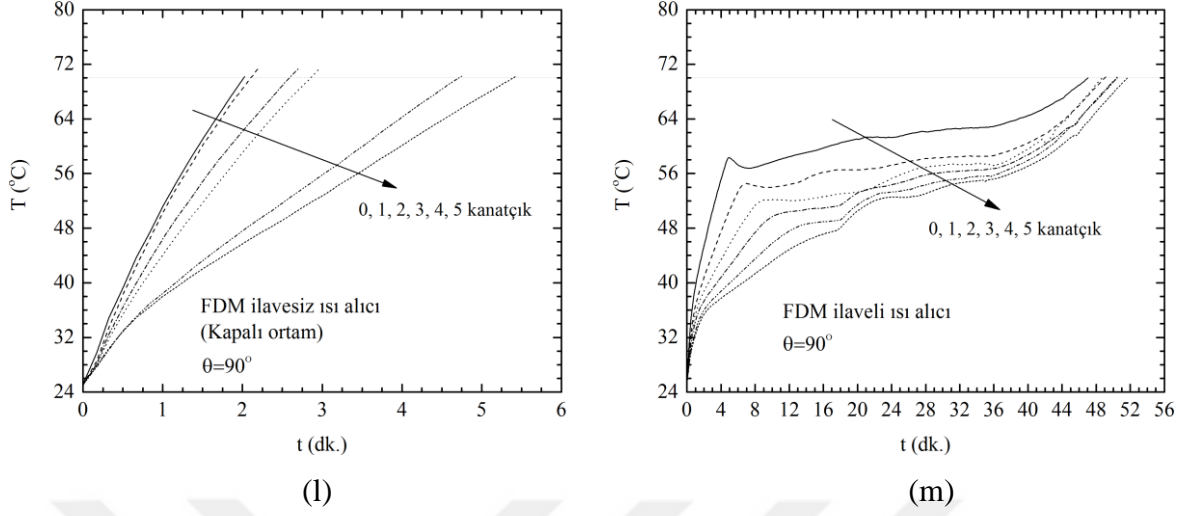 80
72
64
56
48
40
32
24
T (°C)
0, 1, 2, 3, 4, 5 kanatçık
FDM ilavesiz ısı alıcı
(Kapalı ortam)
θ=90°
0 1 2 3 4 5 6
t (dk.)
(l)
80
72
64
56
48
40
32
24
T (°C)
0, 1, 2, 3, 4, 5 kanatçık
FDM ilaveli ısı alıcı
θ=90°
0 4 8 12 16 20 24 28 32 36 40 44 48 52 56
t (dk.)
(m)